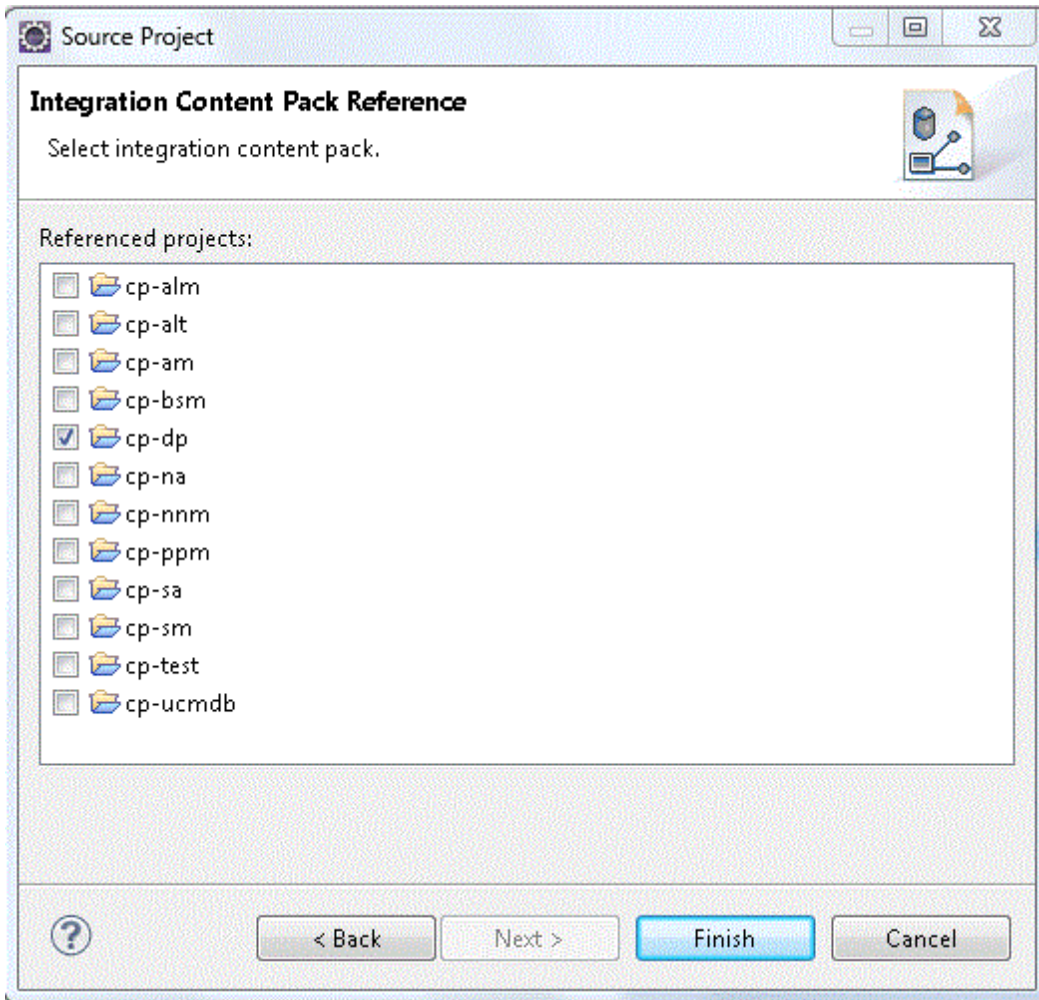 Source Project
Integration Content Pack Reference
Select integration content pack.
Referenced projects:
cp-alm
cp-alt
cp-am
cp-bsm
cp-dp
cp-na
cp-nnm
cp-ppm
cp-sa
cp-sm
cp-test
cp-ucmdb
? < Back Next > Finish Cancel